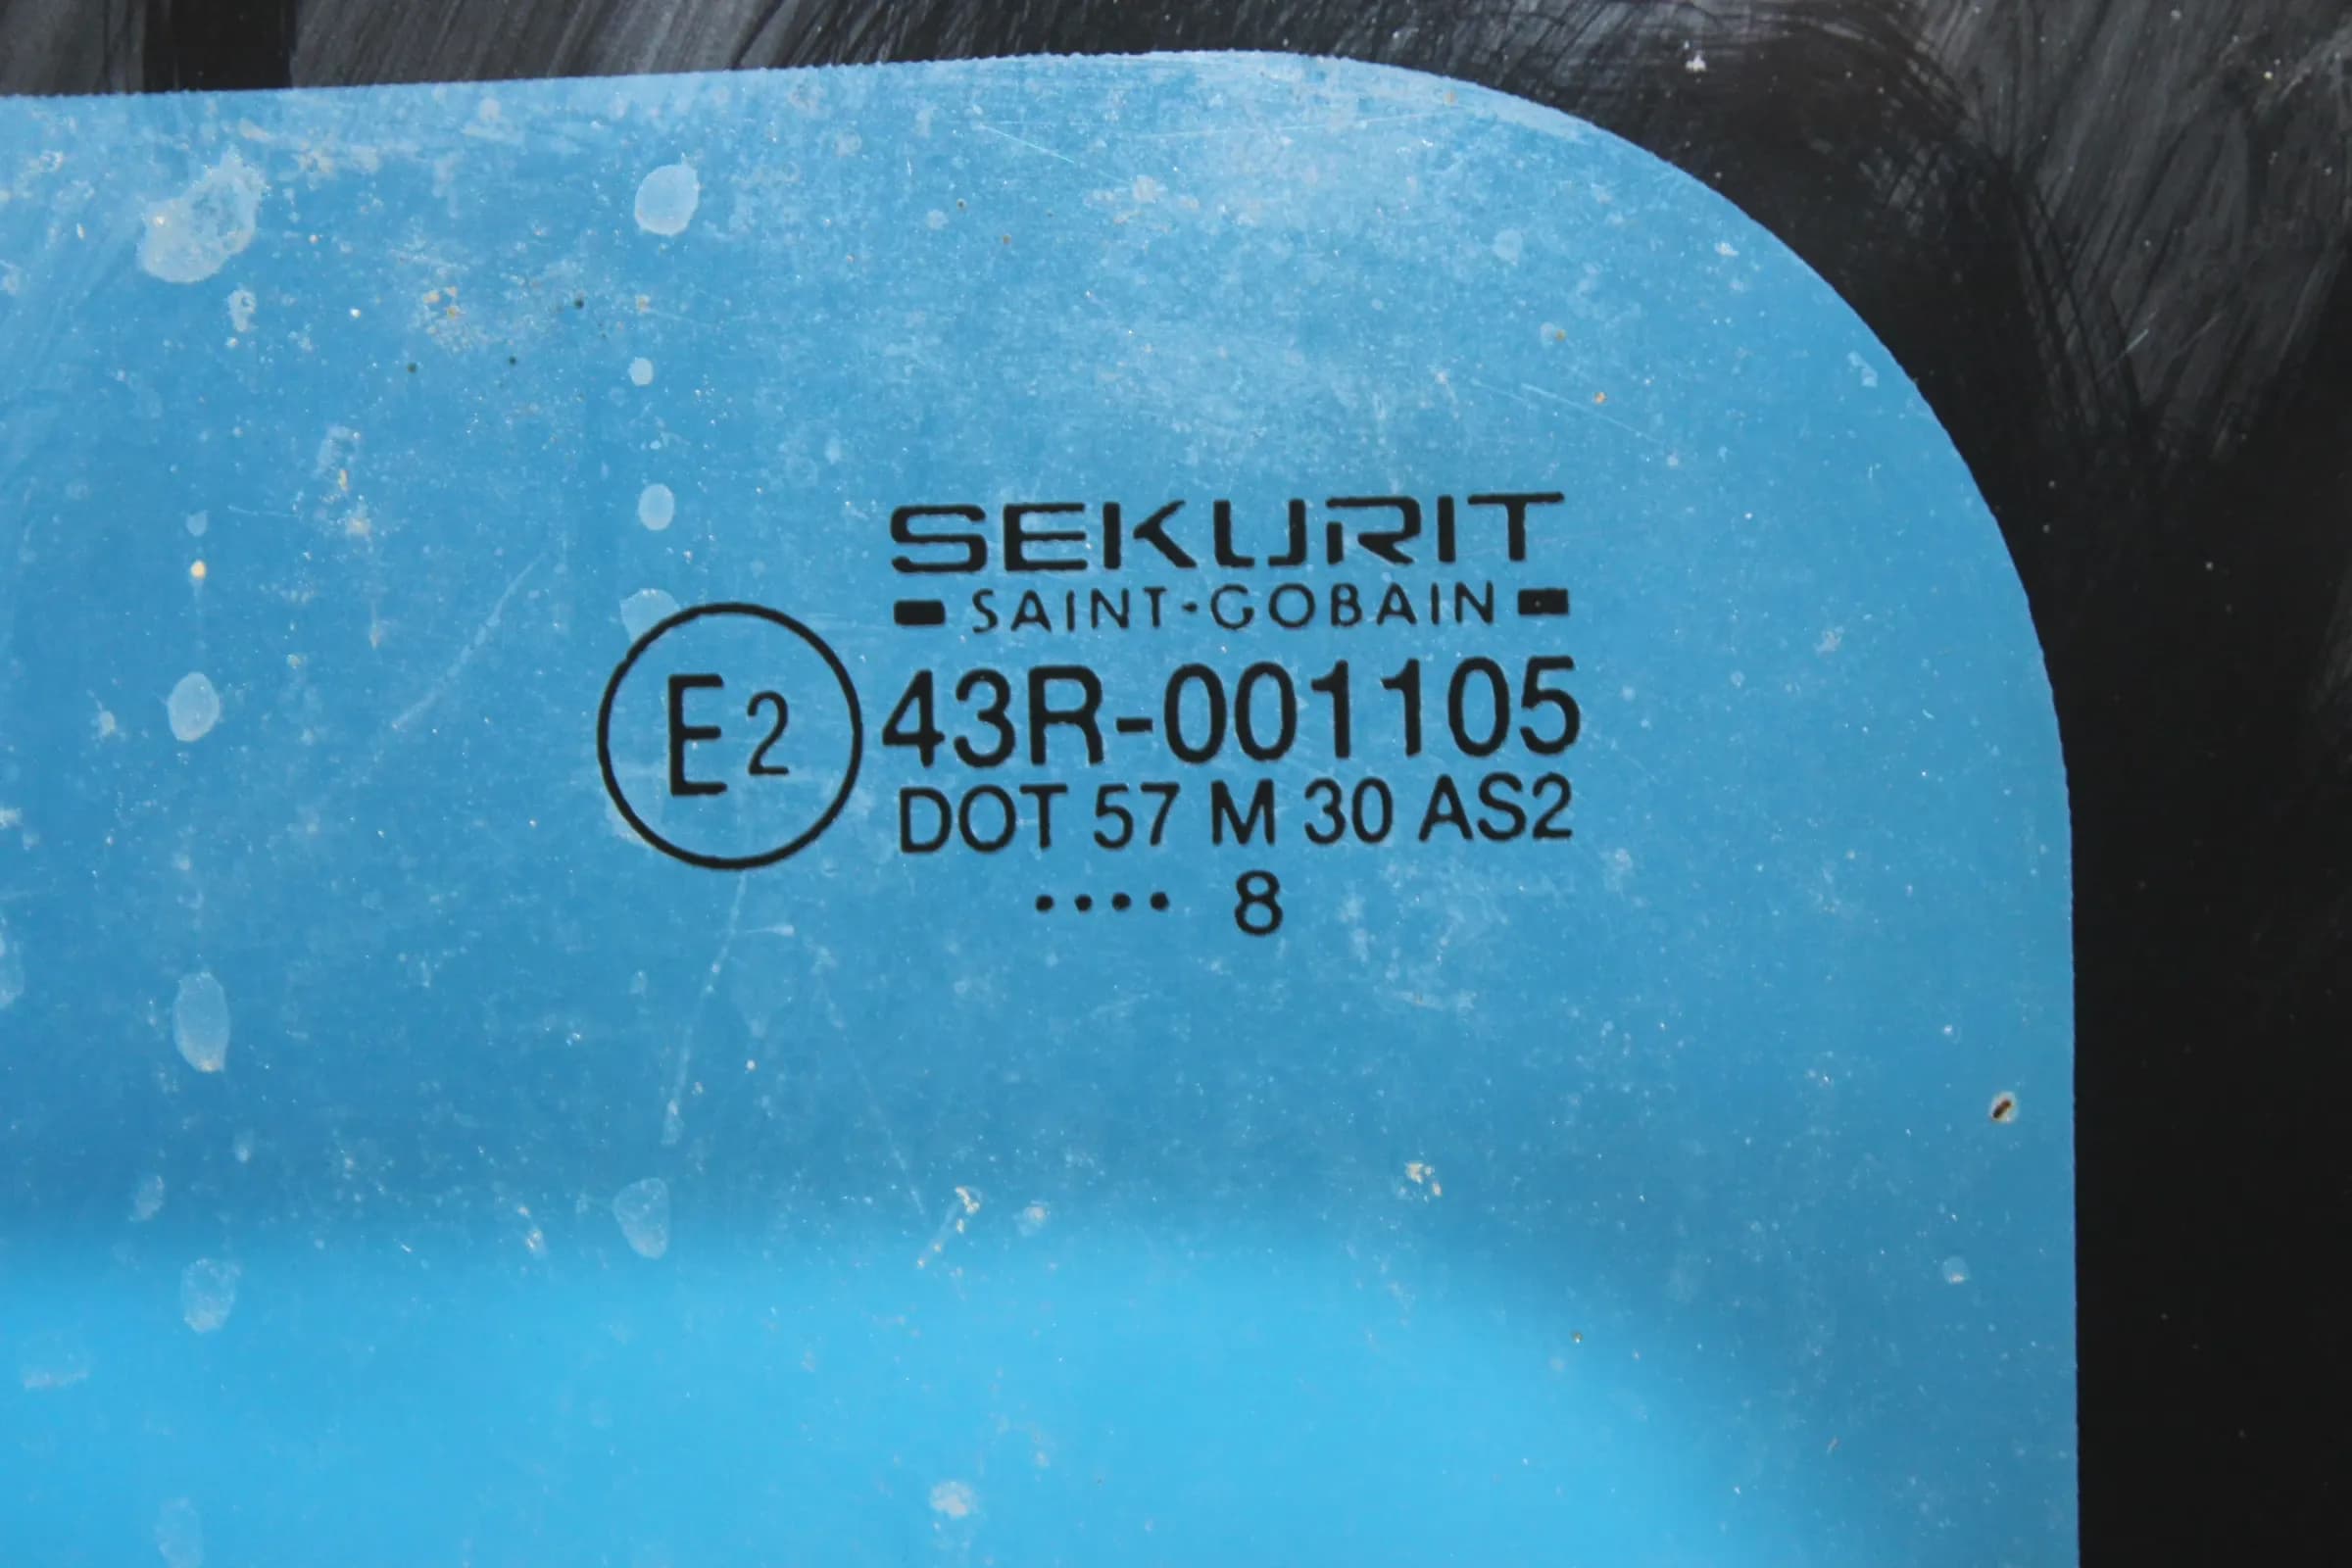 SEKURIT
SAINT-GOBAIN
E2
43R-001105
DOT 57 M 30 AS2
.... 8